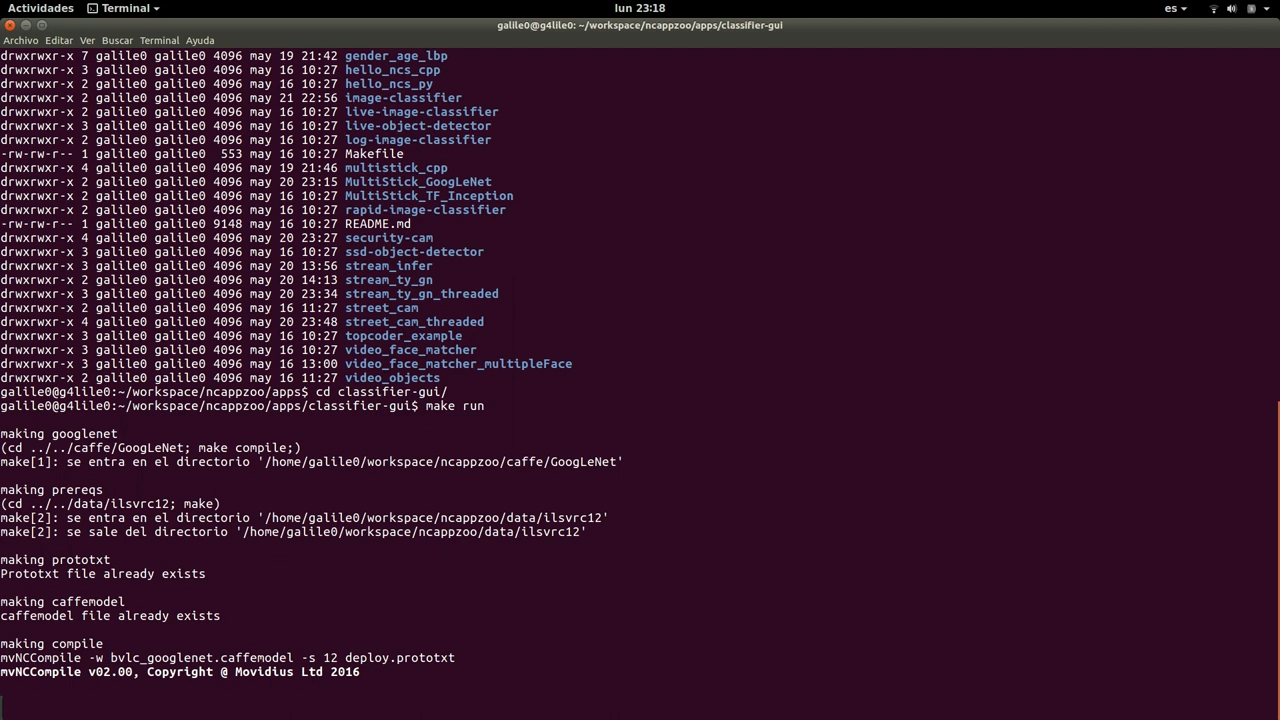 Actividades Terminal lun 23:18 es
galile0@g4lile0: ~/workspace/ncappzoo/apps/classifier-gui
Archivo Editar Ver Buscar Terminal Ayuda
drwxrwxr-x 7 galile0 galile0 4096 may 19 21:42 gender_age_lbp
drwxrwxr-x 3 galile0 galile0 4096 may 16 10:27 hello_ncs_cpp
drwxrwxr-x 2 galile0 galile0 4096 may 16 10:27 hello_ncs_py
drwxrwxr-x 2 galile0 galile0 4096 may 21 22:56 image-classifier
drwxrwxr-x 2 galile0 galile0 4096 may 16 10:27 live-image-classifier
drwxrwxr-x 3 galile0 galile0 4096 may 16 10:27 live-object-detector
drwxrwxr-x 2 galile0 galile0 4096 may 16 10:27 log-image-classifier
-rw-rw-r-- 1 galile0 galile0  553 may 16 10:27 Makefile
drwxrwxr-x 4 galile0 galile0 4096 may 19 21:46 multistick_cpp
drwxrwxr-x 2 galile0 galile0 4096 may 20 23:15 MultiStick_GoogLeNet
drwxrwxr-x 2 galile0 galile0 4096 may 16 10:27 MultiStick_TF_Inception
drwxrwxr-x 2 galile0 galile0 4096 may 16 10:27 rapid-image-classifier
-rw-rw-r-- 1 galile0 galile0 9148 may 16 10:27 README.md
drwxrwxr-x 4 galile0 galile0 4096 may 20 23:27 security-cam
drwxrwxr-x 3 galile0 galile0 4096 may 16 10:27 ssd-object-detector
drwxrwxr-x 3 galile0 galile0 4096 may 20 13:56 stream_infer
drwxrwxr-x 2 galile0 galile0 4096 may 20 14:13 stream_ty_gn
drwxrwxr-x 3 galile0 galile0 4096 may 20 23:34 stream_ty_gn_threaded
drwxrwxr-x 2 galile0 galile0 4096 may 16 11:27 street_cam
drwxrwxr-x 4 galile0 galile0 4096 may 20 23:48 street_cam_threaded
drwxrwxr-x 3 galile0 galile0 4096 may 16 10:27 topcoder_example
drwxrwxr-x 3 galile0 galile0 4096 may 16 10:27 video_face_matcher
drwxrwxr-x 3 galile0 galile0 4096 may 16 13:00 video_face_matcher_multipleFace
drwxrwxr-x 2 galile0 galile0 4096 may 16 11:27 video_objects
galile0@g4lile0:~/workspace/ncappzoo/apps$ cd classifier-gui/
galile0@g4lile0:~/workspace/ncappzoo/apps/classifier-gui$ make run
making googlenet
(cd ../../caffe/GoogLeNet; make compile;)
make[1]: se entra en el directorio '/home/galile0/workspace/ncappzoo/caffe/GoogLeNet'
making prereqs
(cd ../../data/ilsvrc12; make)
make[2]: se entra en el directorio '/home/galile0/workspace/ncappzoo/data/ilsvrc12'
make[2]: se sale del directorio '/home/galile0/workspace/ncappzoo/data/ilsvrc12'
making prototxt
Prototxt file already exists
making caffemodel
caffemodel file already exists
making compile
mvNCCompile -w bvlc_googlenet.caffemodel -s 12 deploy.prototxt
mvNCCompile v02.00, Copyright @ Movidius Ltd 2016